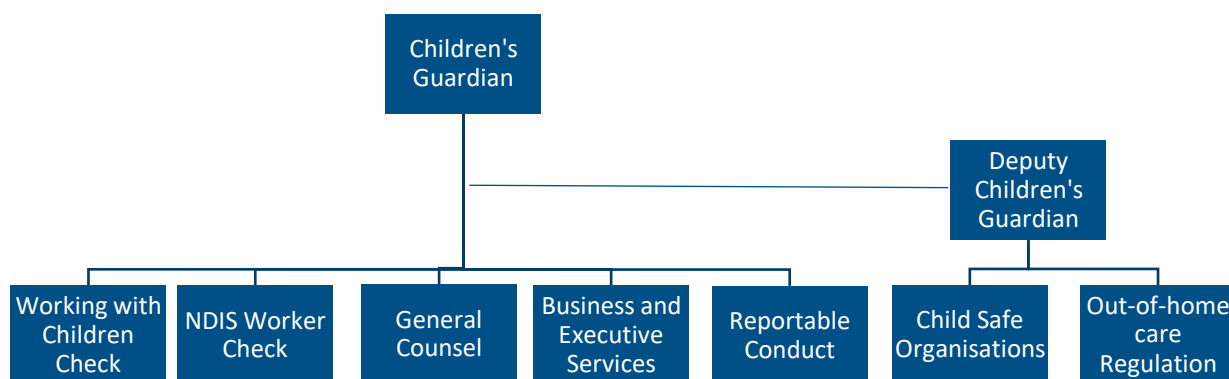 Children's
Guardian
Deputy
Children's
Guardian
Working with
Children
Check
NDIS Worker
Check
General
Counsel
Business and
Executive
Services
Reportable
Conduct
Child Safe
Organisations
Out-of-home
care
Regulation